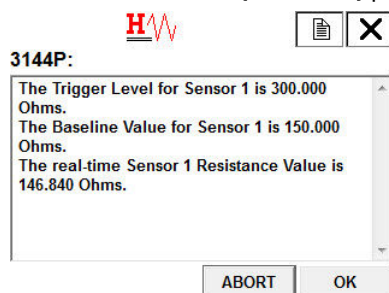 H
3144P:
The Trigger Level for Sensor 1 is 300.000
Ohms.
The Baseline Value for Sensor 1 is 150.000
Ohms.
The real-time Sensor 1 Resistance Value is
146.840 Ohms.
ABORT OK